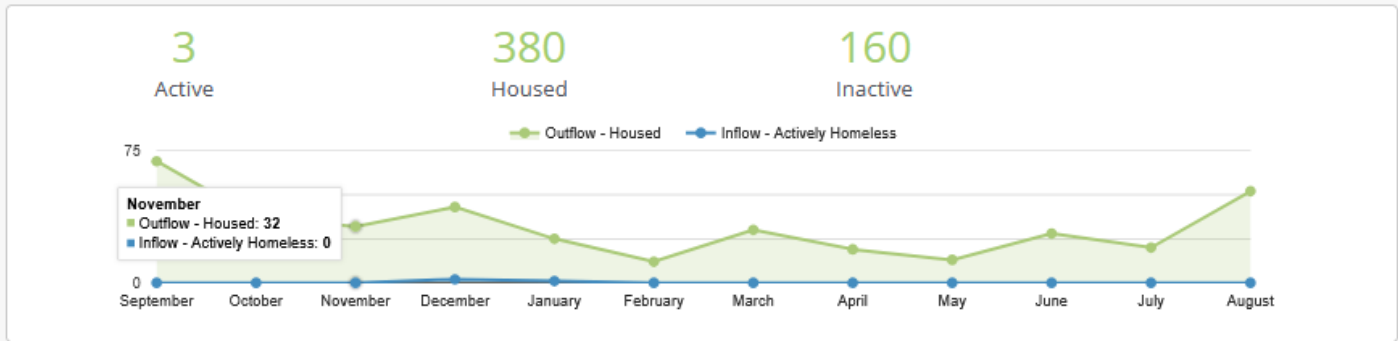 3 380 160
Active Housed Inactive
Outflow - Housed Inflow - Actively Homeless
75
November
Outflow - Housed: 32
Inflow - Actively Homeless: 0
0
September October November December January February March April May June July August